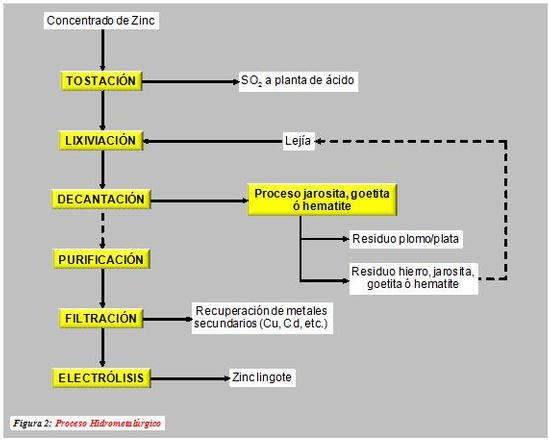 Concentrado de Zinc
TOSTACIÓN
SO2 a planta de ácido
LIXIVIACIÓN
Lejía
DECANTACIÓN
Proceso jarosita, goetita
ó hematite
Residuo plomo/plata
PURIFICACIÓN
Residuo hierro, jarosita,
goetita ó hematite
FILTRACIÓN
Recuperación de metales
secundarios (Cu, Cd, etc.)
ELECTRÓLISIS
Zinc lingote
Figura 2: Proceso Hidrometalúrgico